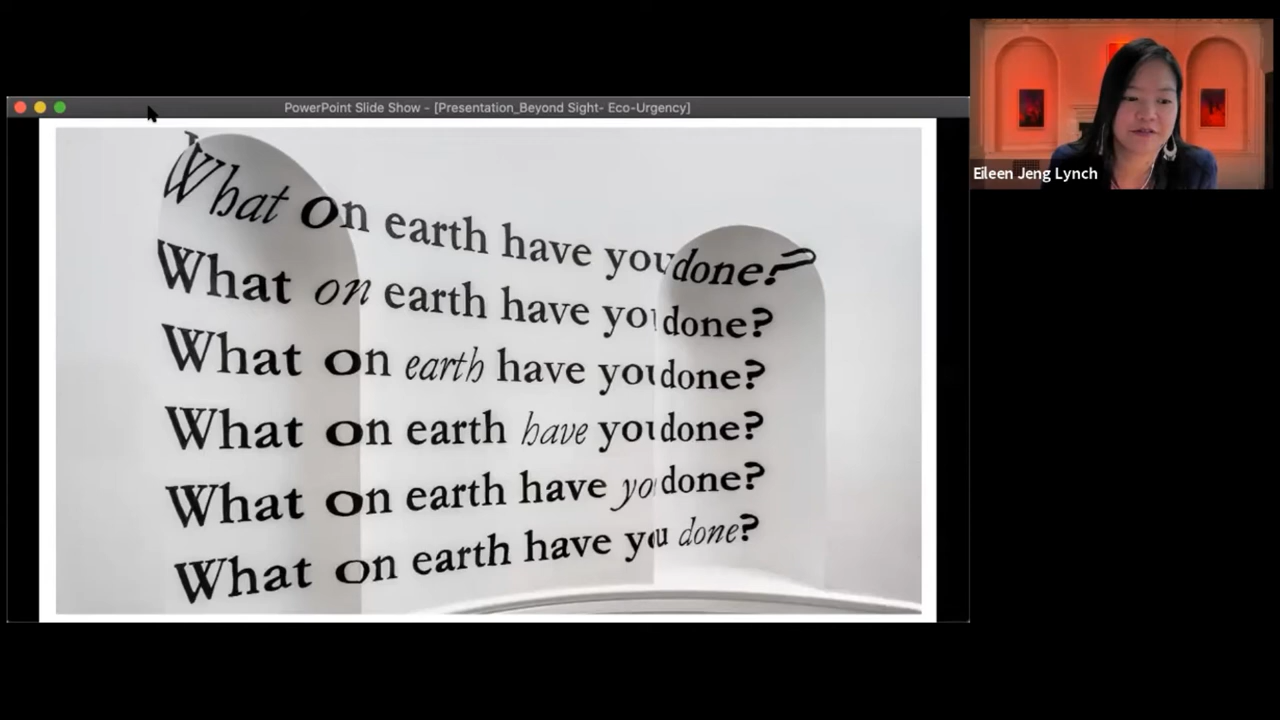 PowerPoint Slide Show - [Presentation_Beyond Sight- Eco-Urgency]
Eileen Jeng Lynch
What on earth have you done?
What on earth have you done?
What on earth have you done?
What on earth have you done?
What on earth have you done?
What on earth have you done?